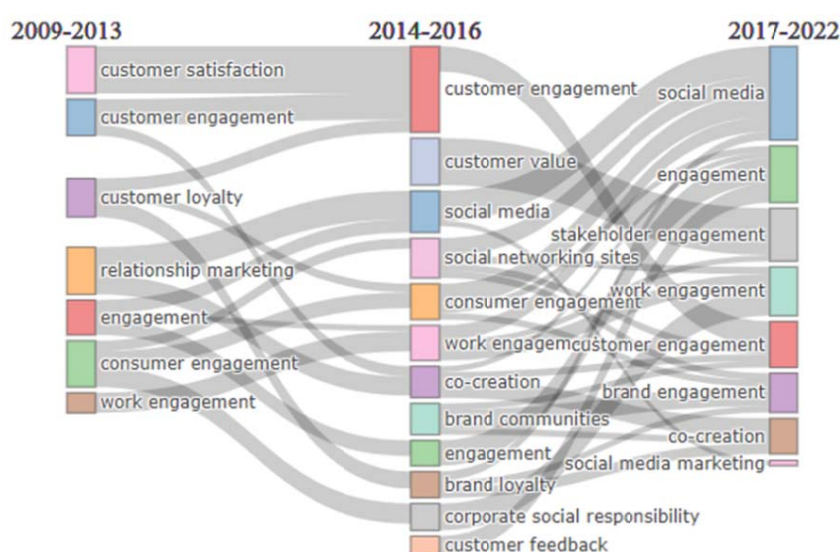 2009-2013
2014-2016
2017-2022
customer satisfaction
customer engagement
customer loyalty
relationship marketing
engagement
consumer engagement
work engagement
customer engagement
customer value
social media
social networking sites
consumer engagement
work engagem
co-creation
brand communities
engagement
brand loyalty
corporate social responsibility
customer feedback
social media
engagement
stakeholder engagement
work engagement
customer engagement
brand engagement
co-creation
social media marketing